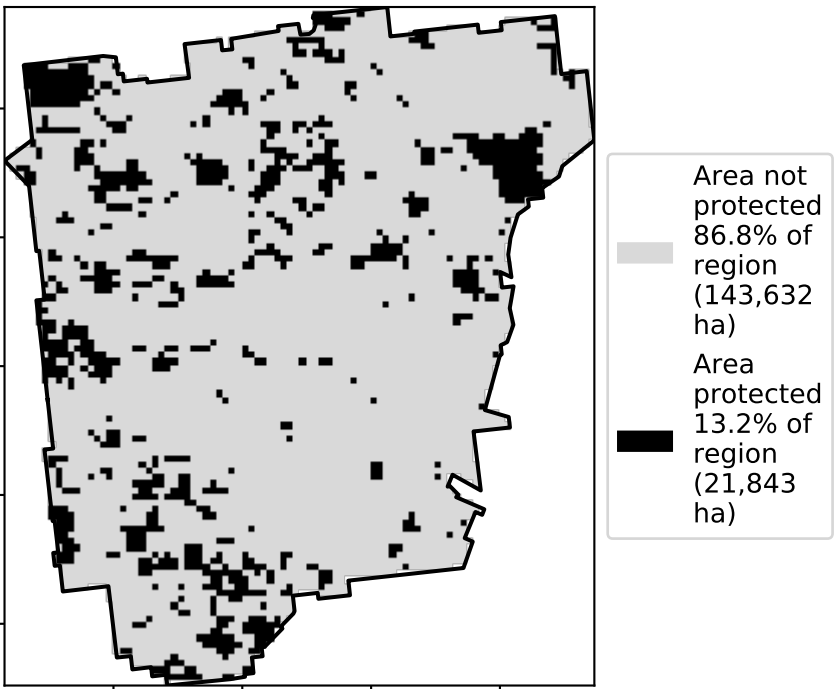 Area not
protected
86.8% of
region
(143,632
ha)
Area
protected
13.2% of
region
(21,843
ha)